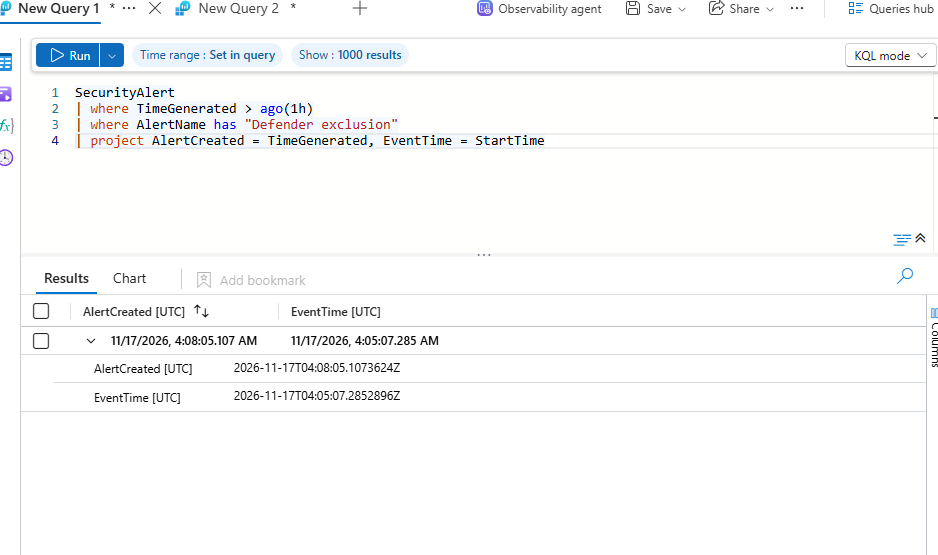 New Query 1 * ··· New Query 2 * Observability agent Save Share ··· Queries hub
Run Time range : Set in query Show : 1000 results KQL mode
1 SecurityAlert
2 | where TimeGenerated > ago(1h)
3 | where AlertName has "Defender exclusion"
4 | project AlertCreated = TimeGenerated, EventTime = StartTime
Results Chart Add bookmark
AlertCreated [UTC] EventTime [UTC]
11/17/2026, 4:08:05.107 AM 11/17/2026, 4:05:07.285 AM
AlertCreated [UTC] 2026-11-17T04:08:05.1073624Z
EventTime [UTC] 2026-11-17T04:05:07.2852896Z
Columns